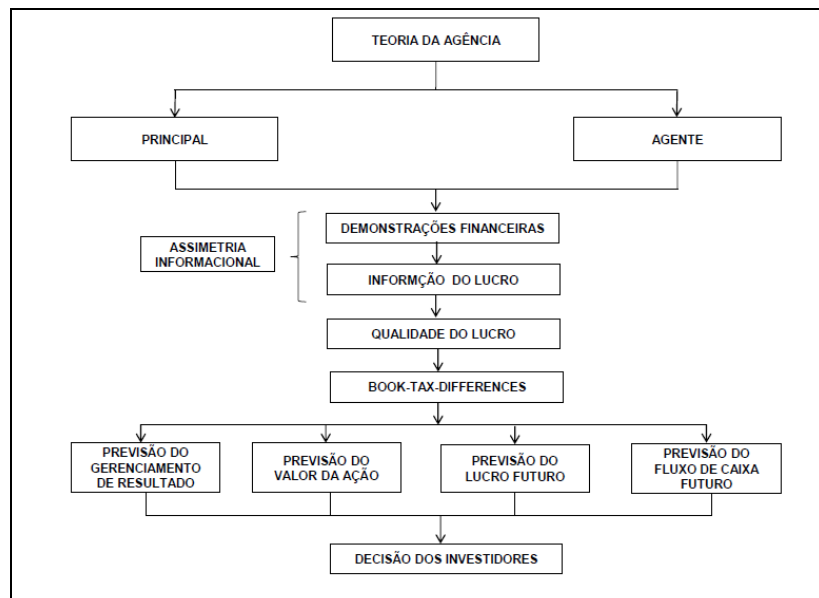 TEORIA DA AGÊNCIA
PRINCIPAL
AGENTE
DEMONSTRAÇÕES FINANCEIRAS
ASSIMETRIA
INFORMACIONAL
INFORMÇÃO DO LUCRO
QUALIDADE DO LUCRO
BOOK-TAX-DIFFERENCES
PREVISÃO DO
GERENCIAMENTO
DE RESULTADO
PREVISÃO DO
VALOR DA AÇÃO
PREVISÃO DO
LUCRO FUTURO
PREVISÃO DO
FLUXO DE CAIXA
FUTURO
DECISÃO DOS INVESTIDORES